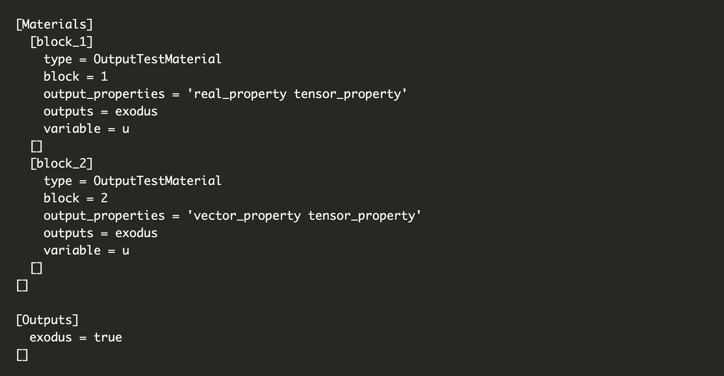 [Materials]
  [block_1]
    type = OutputTestMaterial
    block = 1
    output_properties = 'real_property tensor_property'
    outputs = exodus
    variable = u
  []
  [block_2]
    type = OutputTestMaterial
    block = 2
    output_properties = 'vector_property tensor_property'
    outputs = exodus
    variable = u
  []
[]

[Outputs]
  exodus = true
[]